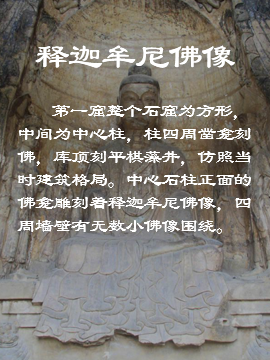 释迦牟尼佛像
第一窟整个石窟为方形，
中间为中心柱，柱四周凿龛刻
佛，库顶刻平棋藻井，仿照当
时建筑格局。中心石柱正面的
佛龛雕刻着释迦牟尼佛像，四
周墙壁有无数小佛像围绕。